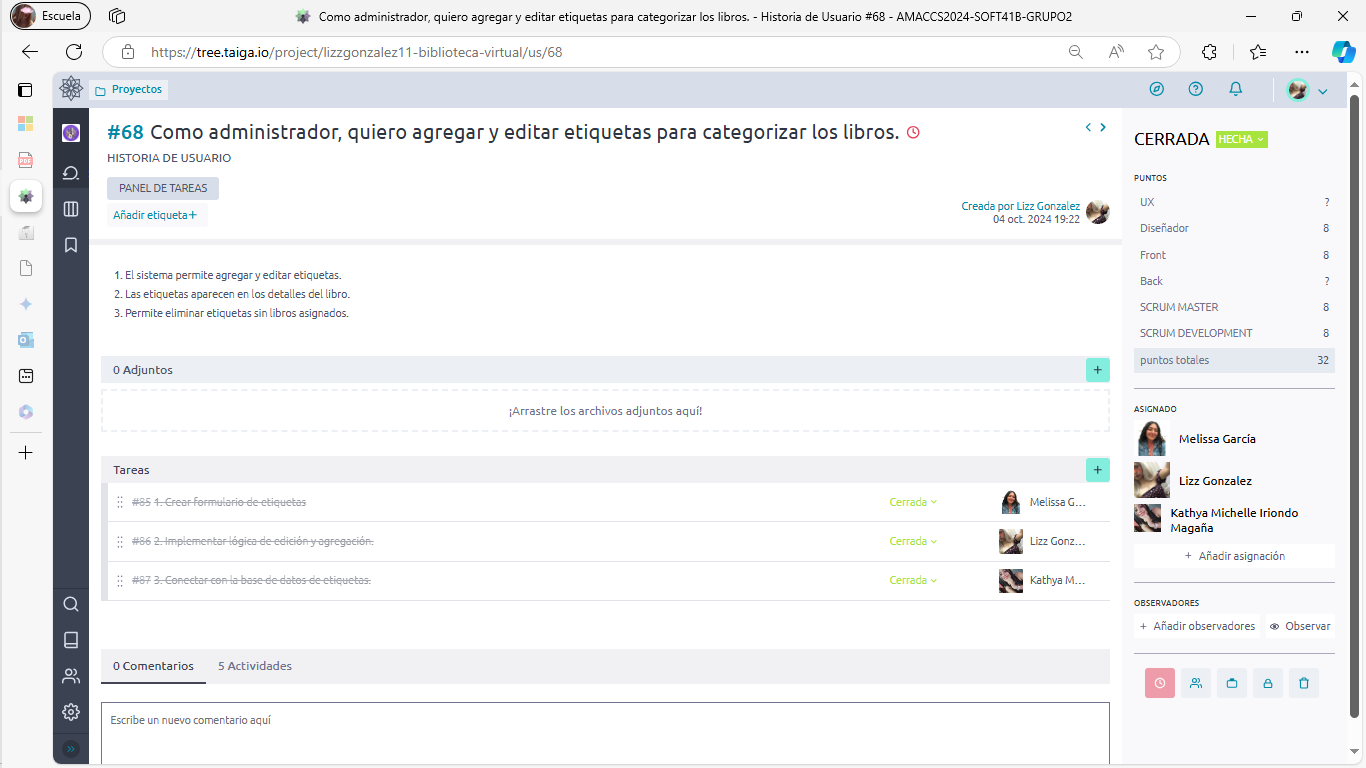 Escuela
Como administrador, quiero agregar y editar etiquetas para categorizar los libros. - Historia de Usuario #68 - AMACCS2024-SOFT41B-GRUPO2
https://tree.taiga.io/project/lizzgonzalez11-biblioteca-virtual/us/68
Proyectos
#68 Como administrador, quiero agregar y editar etiquetas para categorizar los libros.
HISTORIA DE USUARIO
PANEL DE TAREAS
Añadir etiqueta+
Creada por Lizz Gonzalez
04 oct. 2024 19:22
1. El sistema permite agregar y editar etiquetas.
2. Las etiquetas aparecen en los detalles del libro.
3. Permite eliminar etiquetas sin libros asignados.
0 Adjuntos
¡Arrastre los archivos adjuntos aquí!
Tareas
#85 1. Crear formulario de etiquetas Cerrada Melissa G...
#86 2. Implementar lógica de edición y agregación. Cerrada Lizz Gonz...
#87 3. Conectar con la base de datos de etiquetas. Cerrada Kathya M...
0 Comentarios 5 Actividades
Escribe un nuevo comentario aquí
CERRADA HECHA
PUNTOS
UX ?
Diseñador 8
Front 8
Back ?
SCRUM MASTER 8
SCRUM DEVELOPMENT 8
puntos totales 32
ASIGNADO
Melissa García
Lizz Gonzalez
Kathya Michelle Iriondo
Magaña
+ Añadir asignación
OBSERVADORES
+ Añadir observadores Observar